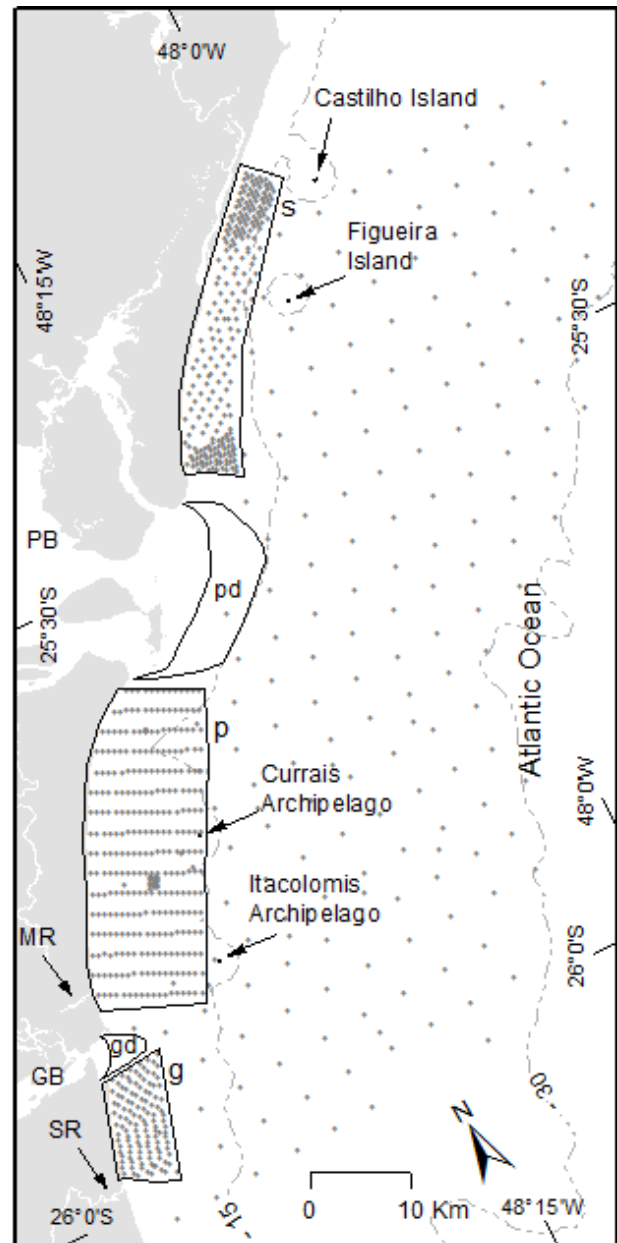 48°0'W
Castilho Island
s
Figueira
Island
48°15'W
25°30'S
PB
pd
25°30'S
Atlantic Ocean
p
Currais
Archipelago
48°0'W
Itacolomis
Archipelago
MR
26°0'S
gd
g
GB
-30
SR
N
26°0'S
-15
0 10 Km
48°15'W